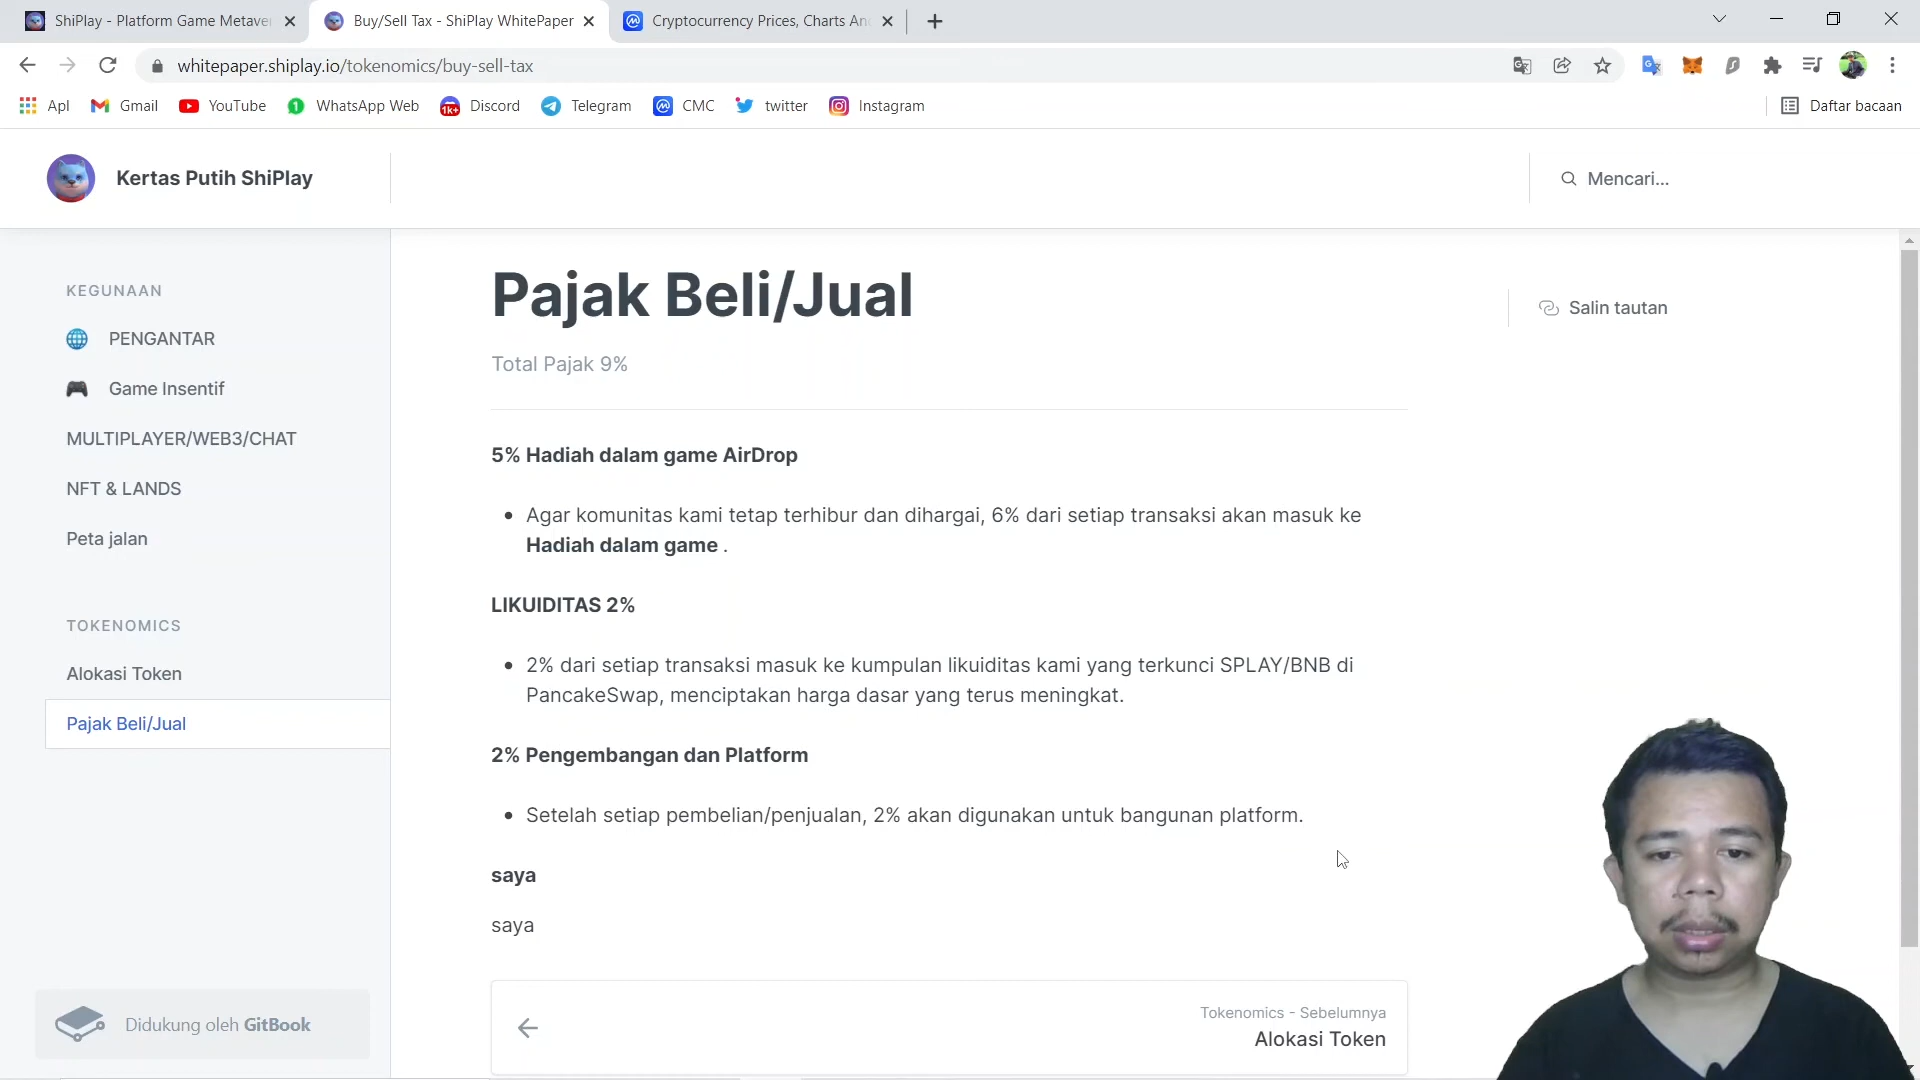 ShiPlay - Platform Game Metave
Buy/Sell Tax - ShiPlay WhitePaper
Cryptocurrency Prices, Charts An
whitepaper.shiplay.io/tokenomics/buy-sell-tax
Apl
Gmail
YouTube
1
WhatsApp Web
1k+
Discord
Telegram
CMC
twitter
Instagram
Daftar bacaan
Kertas Putih ShiPlay
Mencari...
KEGUNAAN
PENGANTAR
Game Insentif
MULTIPLAYER/WEB3/CHAT
NFT & LANDS
Peta jalan
TOKENOMICS
Alokasi Token
Pajak Beli/Jual
Didukung oleh GitBook
Pajak Beli/Jual
Total Pajak 9%
Salin tautan
5% Hadiah dalam game AirDrop
• Agar komunitas kami tetap terhibur dan dihargai, 6% dari setiap transaksi akan masuk ke
Hadiah dalam game .
LIKUIDITAS 2%
• 2% dari setiap transaksi masuk ke kumpulan likuiditas kami yang terkunci SPLAY/BNB di
PancakeSwap, menciptakan harga dasar yang terus meningkat.
2% Pengembangan dan Platform
• Setelah setiap pembelian/penjualan, 2% akan digunakan untuk bangunan platform.
saya
saya
Tokenomics - Sebelumnya
Alokasi Token